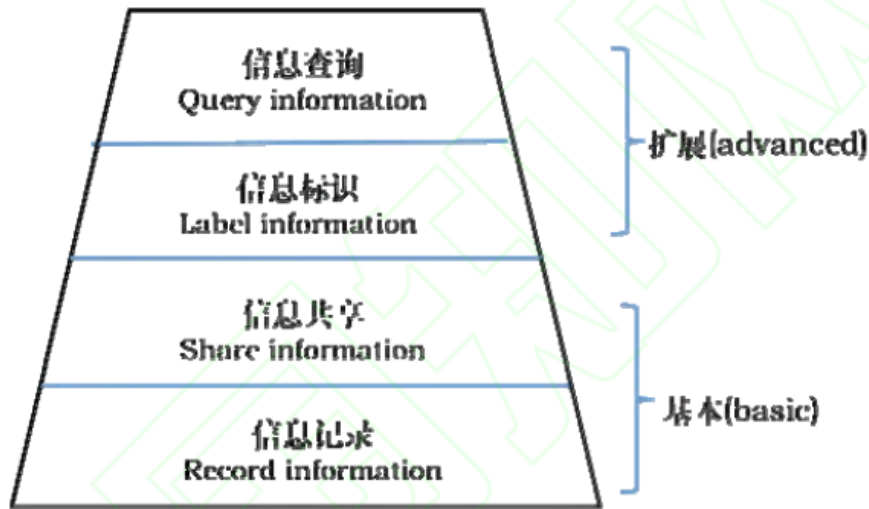 信息查询
Query information
扩展(advanced)
信息标识
Label information
信息共享
Share information
基本(basic)
信息记录
Record information